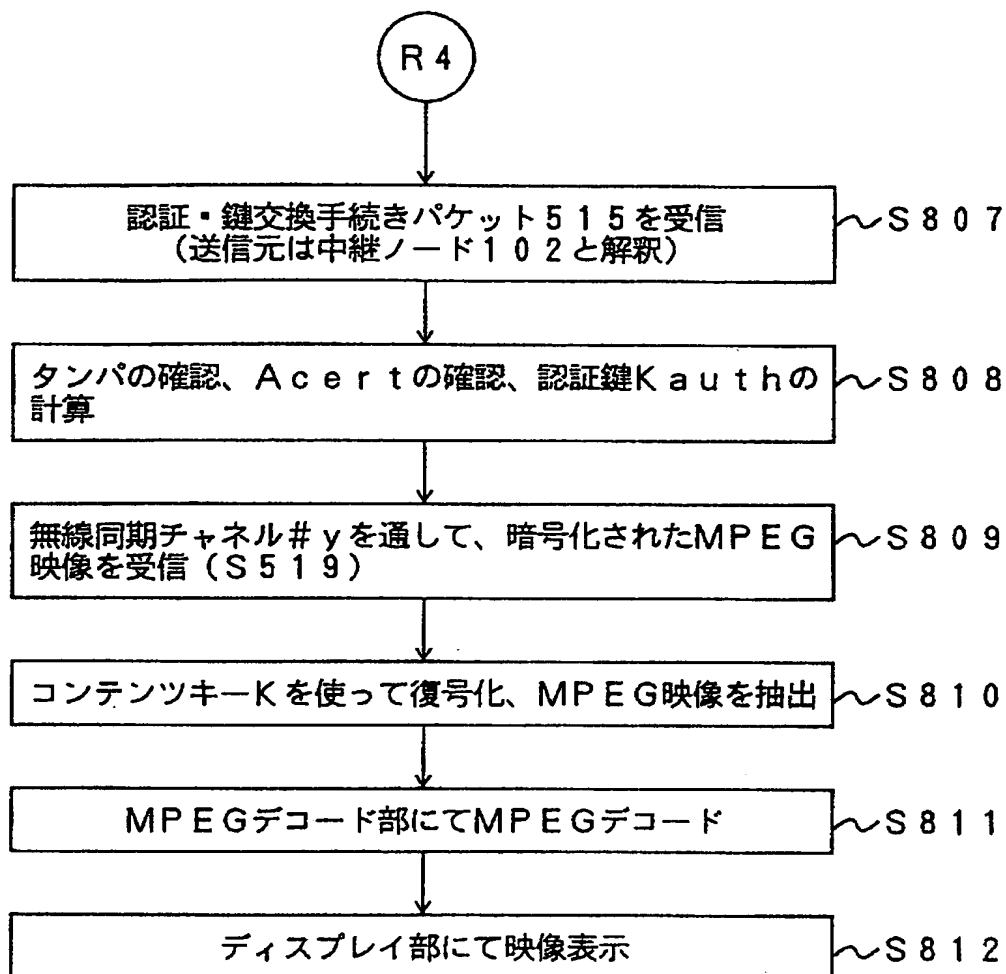 R4
認証・鍵交換手続きパケット515を受信
(送信元は中継ノード102と解釈)
S807
タンパの確認、Acertの確認、認証鍵Kauthの
計算
S808
無線同期チャネル#yを通して、暗号化されたMPEG
映像を受信(S519)
S809
コンテンツキーKを使って復号化、MPEG映像を抽出
S810
MPEGデコード部にてMPEGデコード
S811
ディスプレイ部にて映像表示
S812